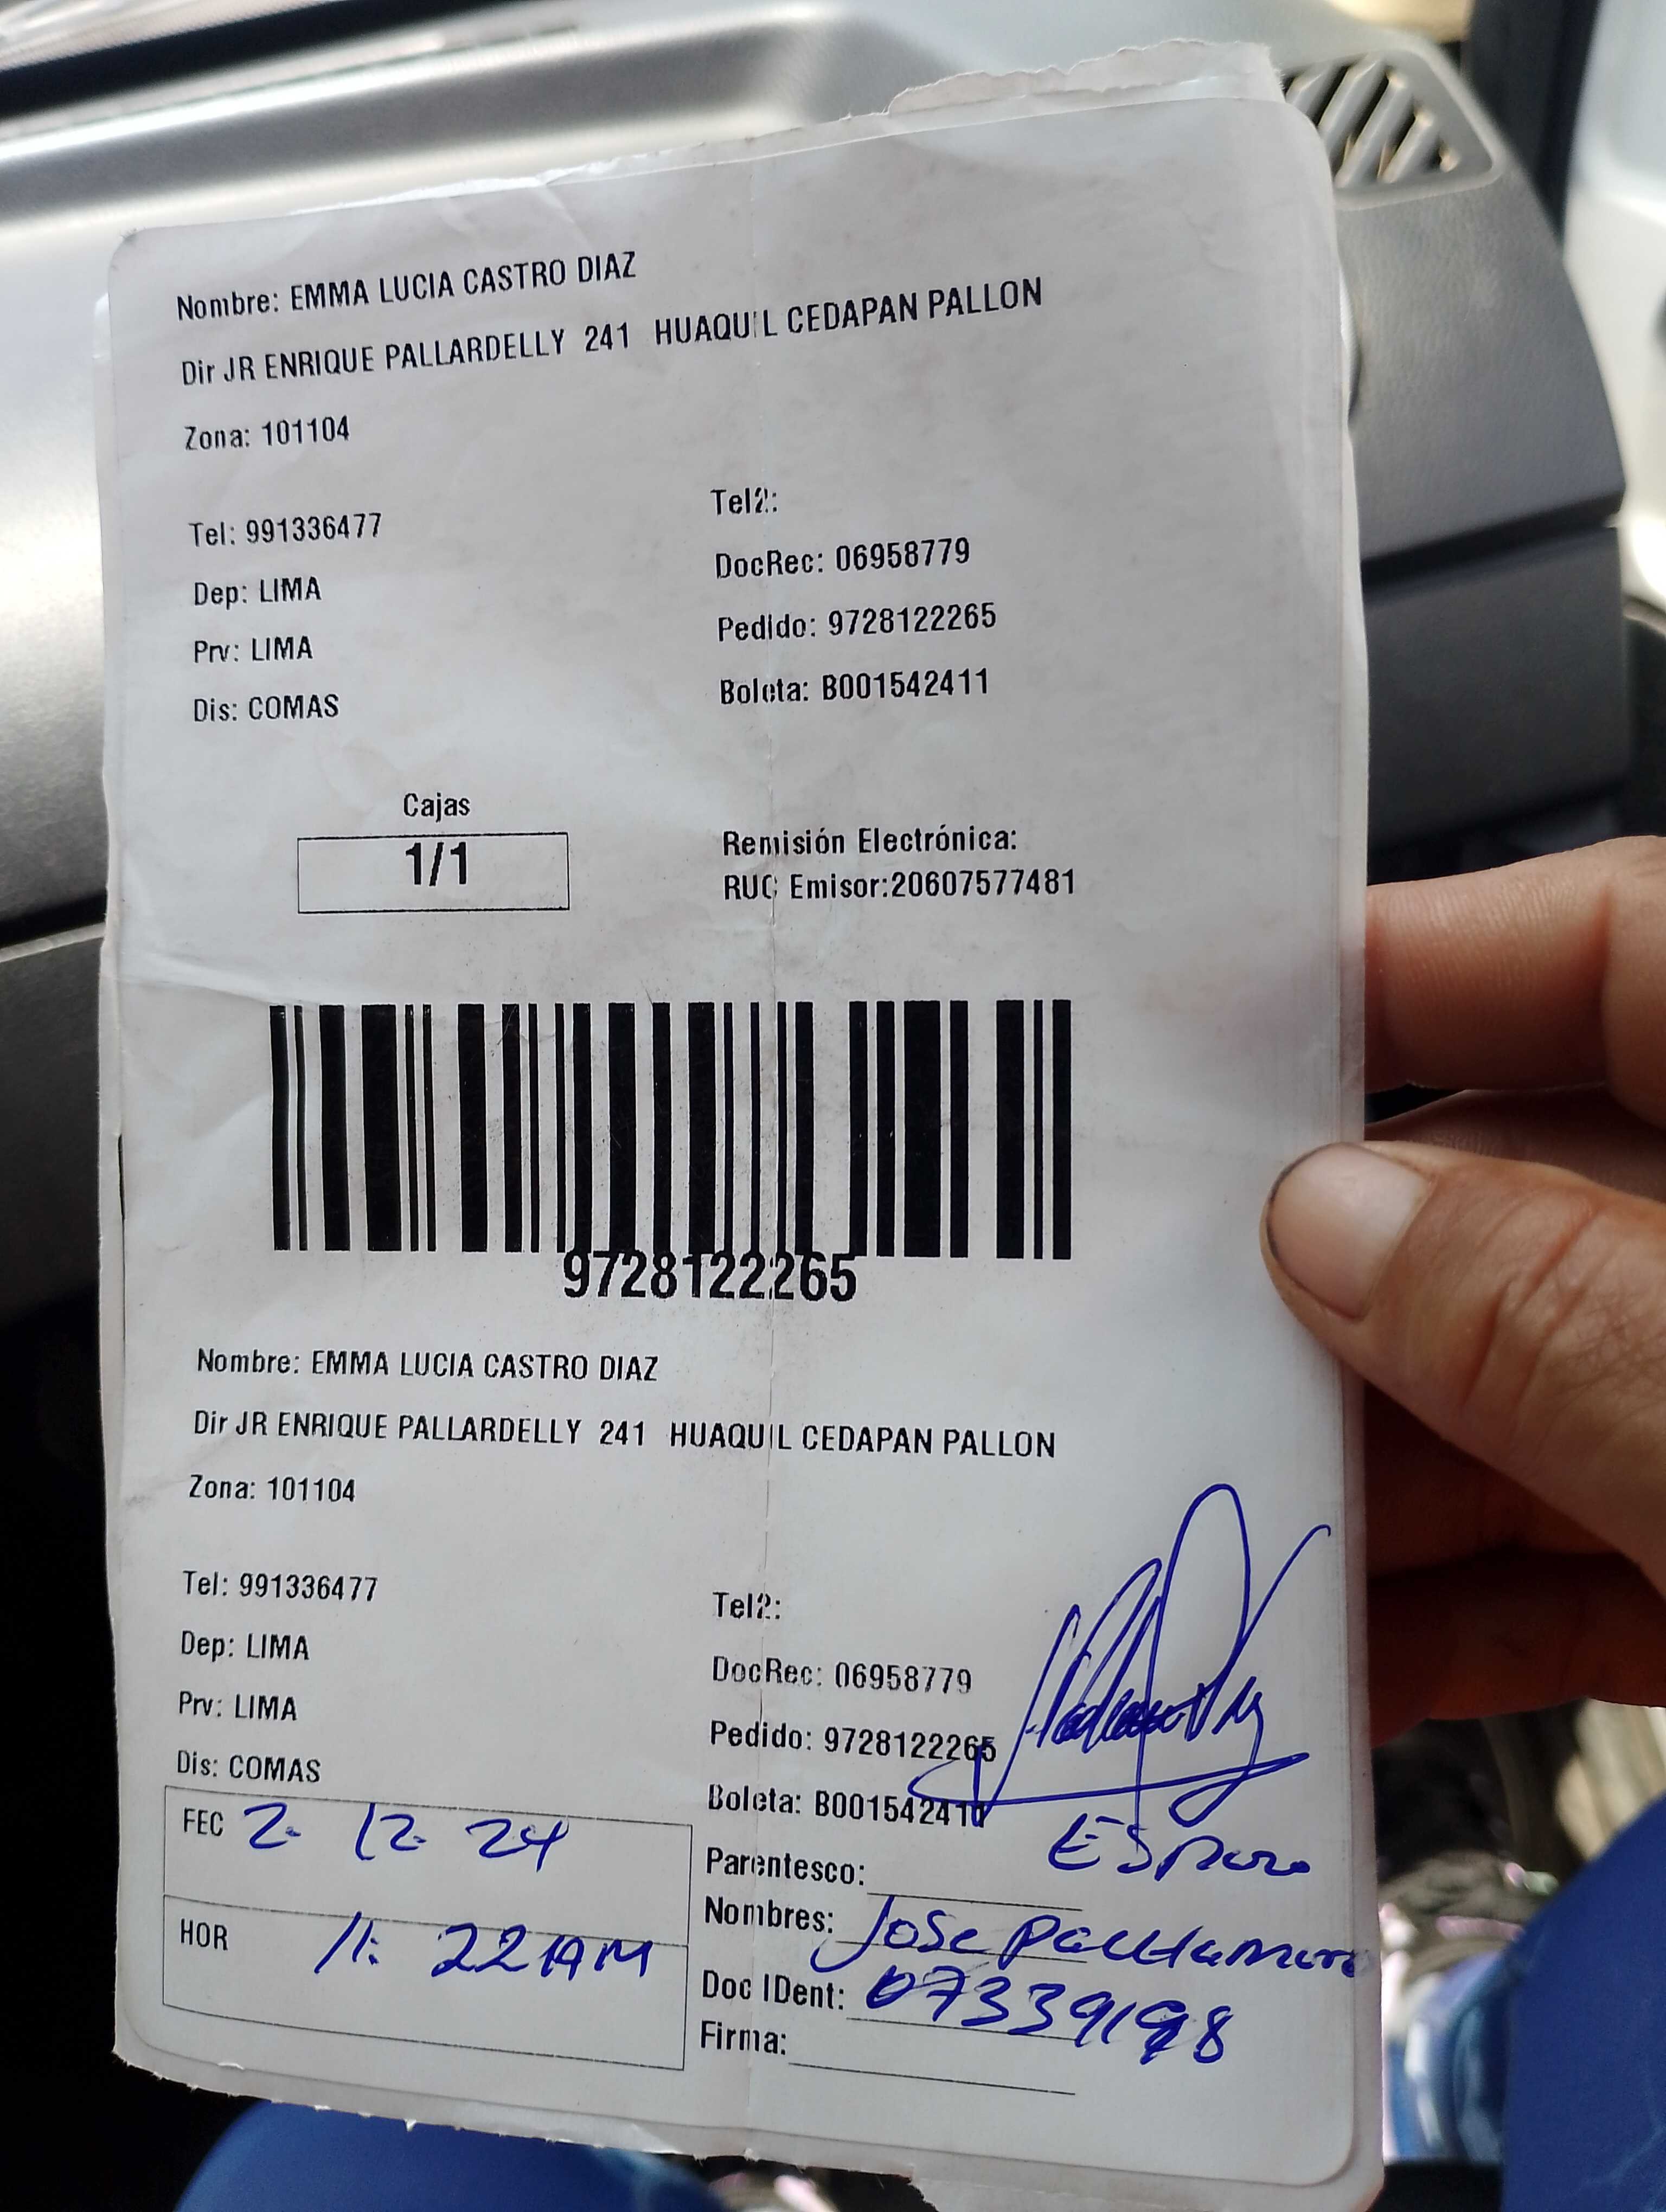 Nombre: EMMA LUCIA CASTRO DIAZ
Dir JR ENRIQUE PALLARDELLY 241 HUAQUIL CEDAPAN PALLON
Zona: 101104
Tel: 991336477
Tel2:
Dep: LIMA
DocRec: 06958779
Prv: LIMA
Pedido: 9728122265
Dis: COMAS
Boleta: B001542411
Cajas
1/1
Remisión Electrónica:
RUC Emisor:20607577481
9728122265
Nombre: EMMA LUCIA CASTRO DIAZ
Dir JR ENRIQUE PALLARDELLY 241 HUAQUIL CEDAPAN PALLON
Zona: 101104
Tel: 991336477
Tel2:
Dep: LIMA
DocRec: 06958779
Prv: LIMA
Pedido: 9728122265
Dis: COMAS
Boleta: B001542411
FEC 2. 12. 24
Parentesco:
HOR 11:22 AM
Nombres: Jose
Doc IDent: 07339198
Firma: